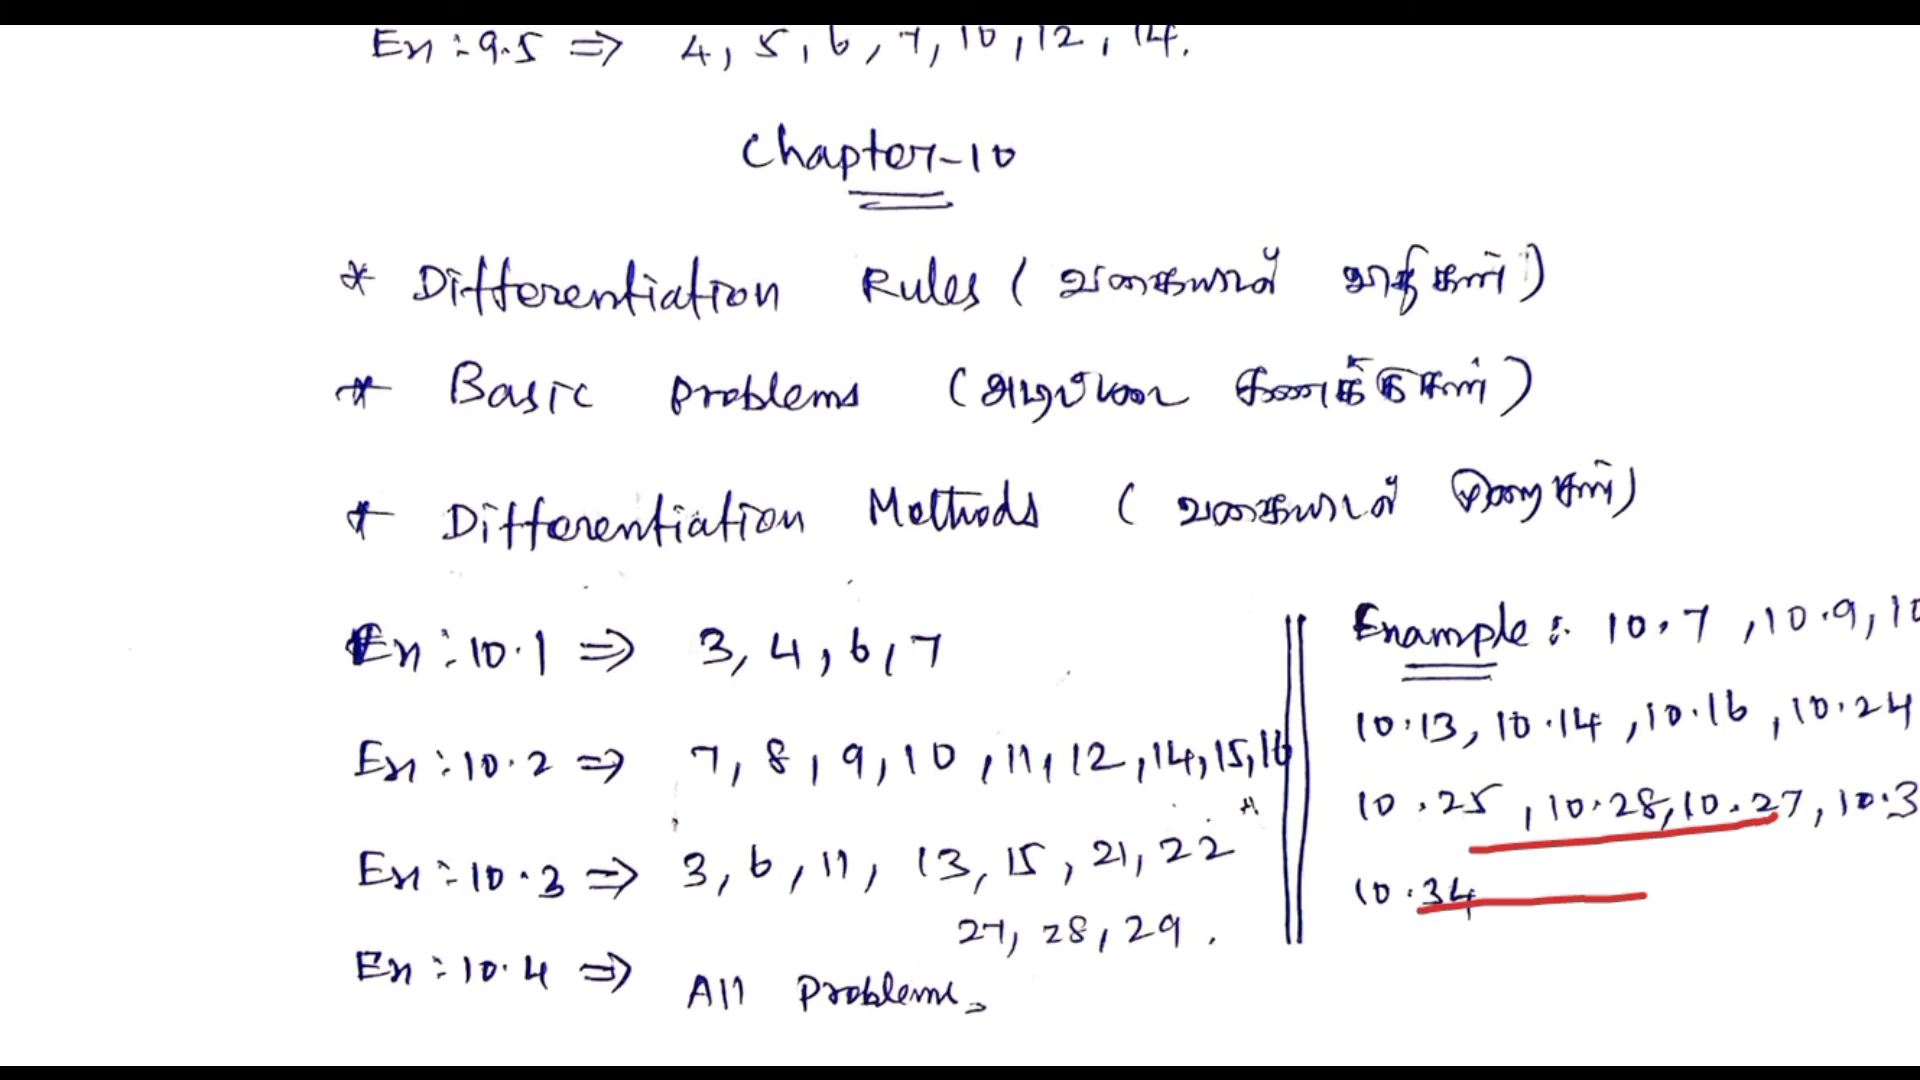 Ex : 9.5 ⇒ 4, 5, 6, 7, 10, 12, 14.
Chapter-10
* Differentiation Rules ( வகையிடல் விதிகள் )
* Basic Problems ( அடிப்படை கணக்குகள் )
* Differentiation Methods ( வகையிடல் முறைகள் )
Ex : 10.1 ⇒ 3, 4, 6, 7
Ex : 10.2 ⇒ 7, 8, 9, 10, 11, 12, 14, 15, 16
Ex : 10.3 ⇒ 3, 6, 11, 13, 15, 21, 22
27, 28, 29.
Ex : 10.4 ⇒ All Problems.
Example : 10.7, 10.9, 10
10.13, 10.14, 10.16, 10.24
10.25, 10.28, 10.27, 10.3
10.34